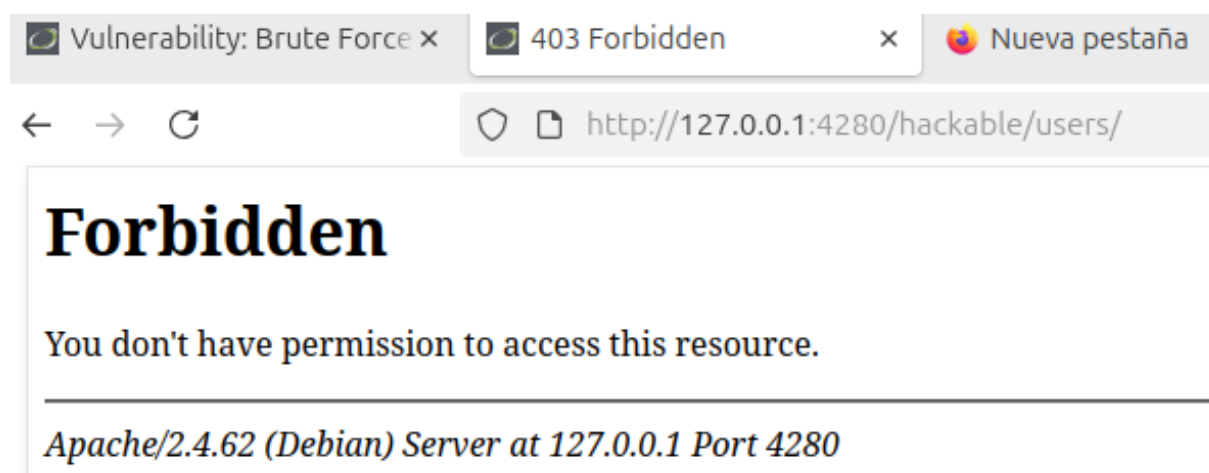 Vulnerability: Brute Force
403 Forbidden
Nueva pestaña
http://127.0.0.1:4280/hackable/users/
Forbidden
You don't have permission to access this resource.
Apache/2.4.62 (Debian) Server at 127.0.0.1 Port 4280